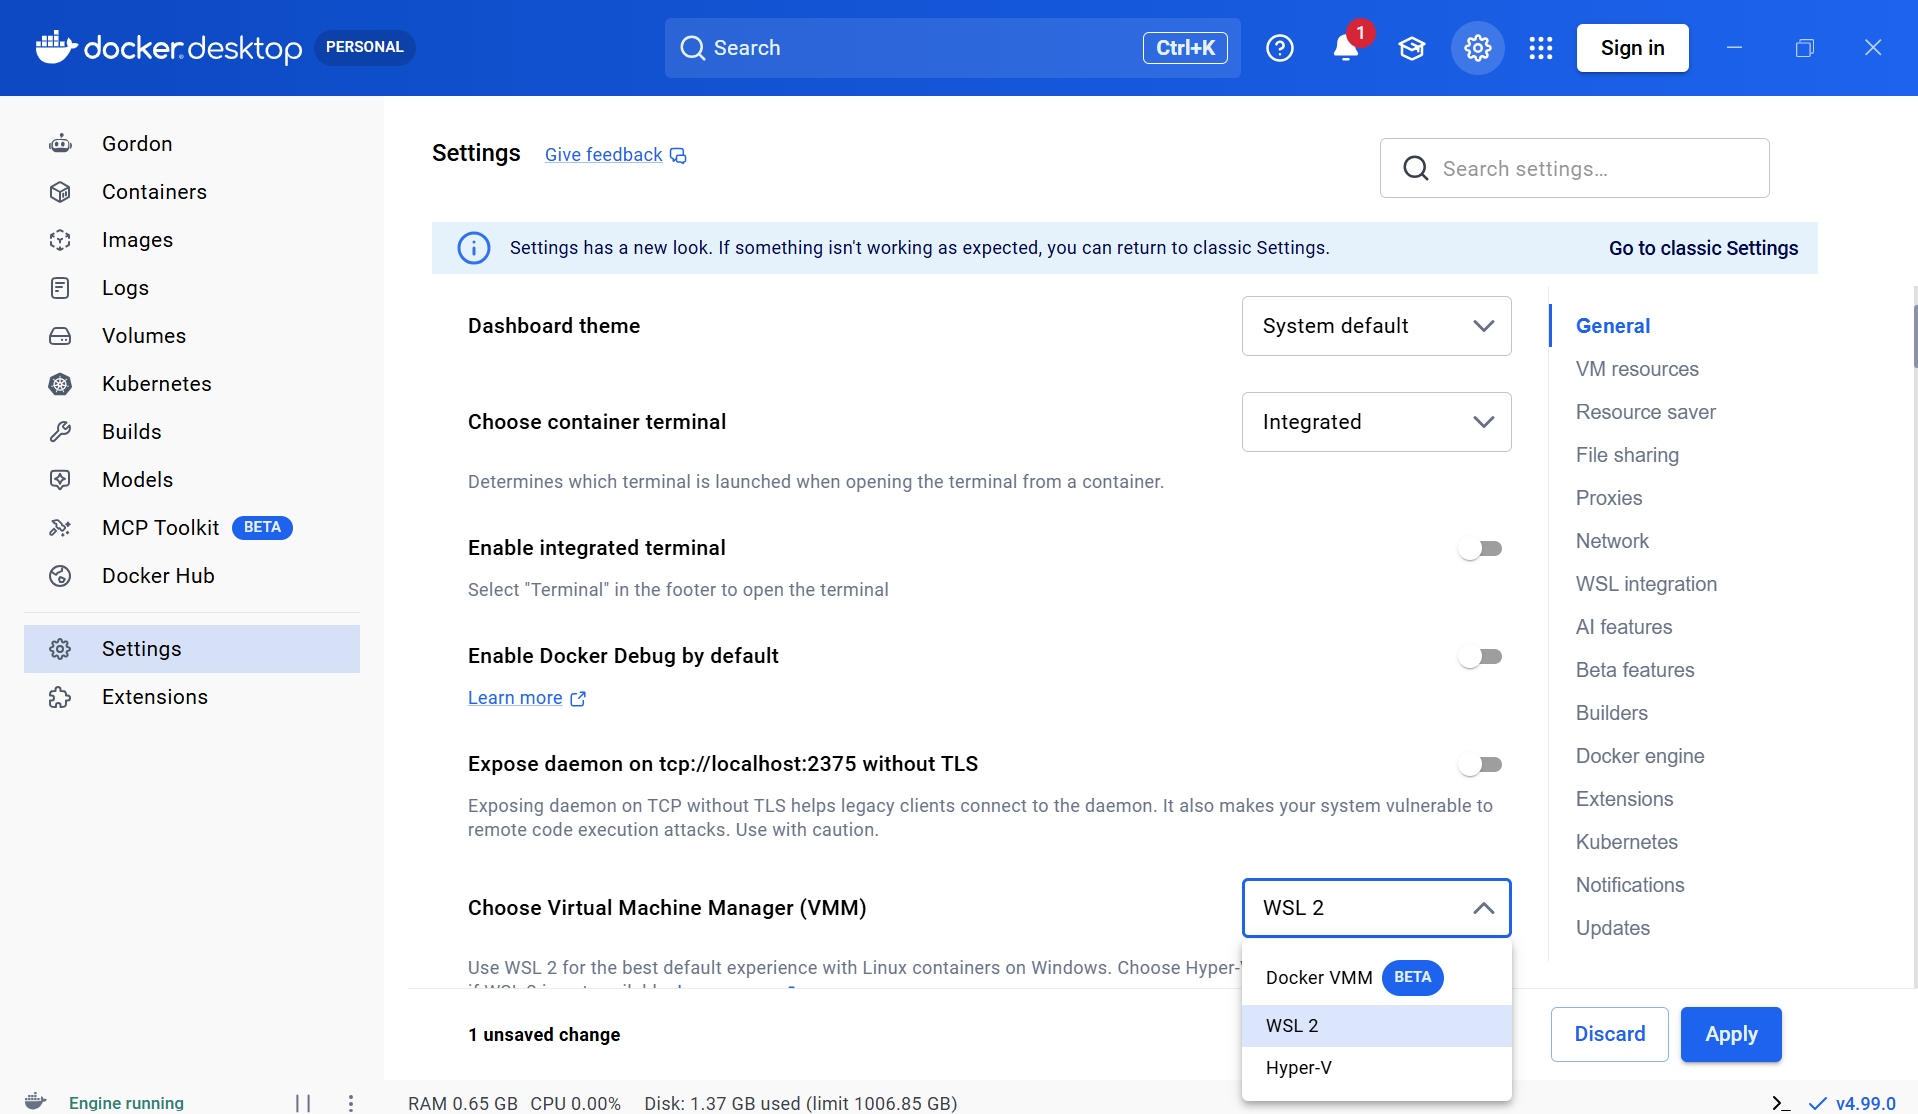 docker desktop PERSONAL
Search Ctrl+K
1
Sign in
Gordon
Containers
Images
Logs
Volumes
Kubernetes
Builds
Models
MCP Toolkit BETA
Docker Hub
Settings
Extensions
Settings Give feedback
Search settings...
Settings has a new look. If something isn't working as expected, you can return to classic Settings. Go to classic Settings
Dashboard theme System default
Choose container terminal Integrated
Determines which terminal is launched when opening the terminal from a container.
Enable integrated terminal
Select "Terminal" in the footer to open the terminal
Enable Docker Debug by default
Learn more
Expose daemon on tcp://localhost:2375 without TLS
Exposing daemon on TCP without TLS helps legacy clients connect to the daemon. It also makes your system vulnerable to
remote code execution attacks. Use with caution.
Choose Virtual Machine Manager (VMM) WSL 2
Use WSL 2 for the best default experience with Linux containers on Windows. Choose Hyper-V
Docker VMM BETA
WSL 2
Hyper-V
General
VM resources
Resource saver
File sharing
Proxies
Network
WSL integration
AI features
Beta features
Builders
Docker engine
Extensions
Kubernetes
Notifications
Updates
1 unsaved change
Discard Apply
Engine running
RAM 0.65 GB CPU 0.00% Disk: 1.37 GB used (limit 1006.85 GB)
v4.99.0